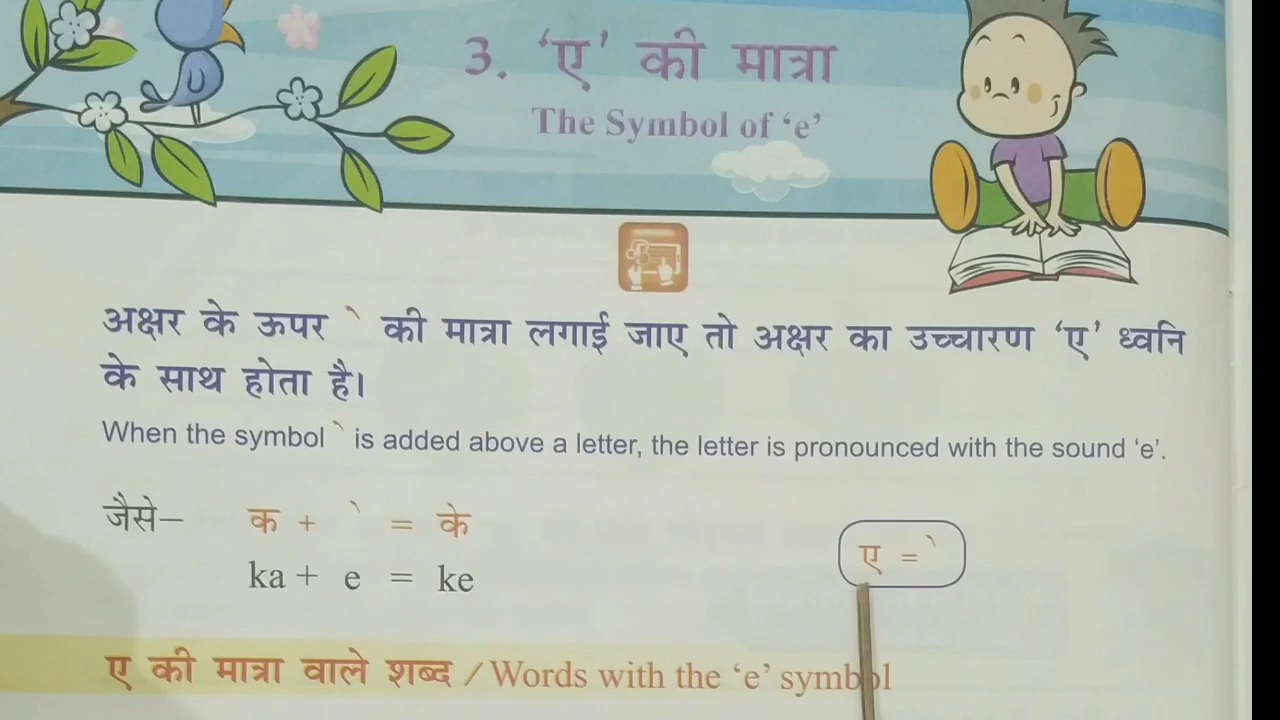 3. ‘ए’ की मात्रा
The Symbol of ‘e’
अक्षर के ऊपर े की मात्रा लगाई जाए तो अक्षर का उच्चारण ‘ए’ ध्वनि
के साथ होता है।
When the symbol े is added above a letter, the letter is pronounced with the sound ‘e’.
जैसे– क + े = के
ka + e = ke
ए = े
ए की मात्रा वाले शब्द / Words with the ‘e’ symbol